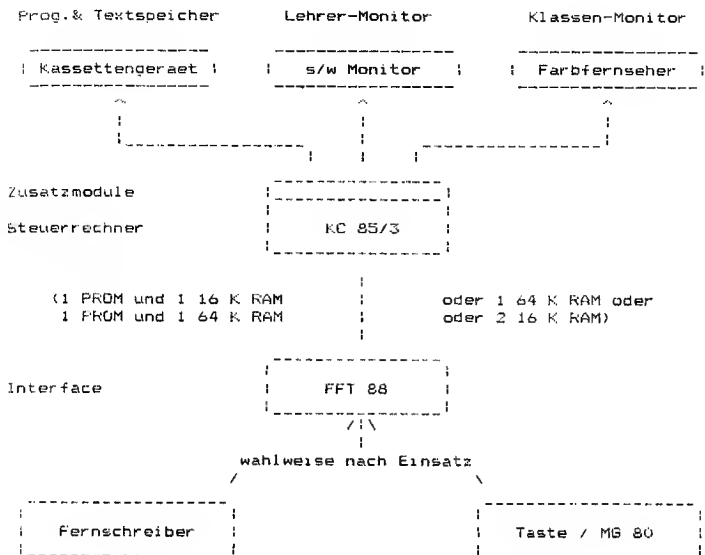 Prog.& Textspeicher Lehrer-Monitor Klassen-Monitor
Kassettengeraet s/w Monitor Farbfernseher
Zusatzmodule
Steuerrechner KC 85/3
(1 PROM und 1 16 K RAM oder 1 64 K RAM oder
1 PROM und 1 64 K RAM oder 2 16 K RAM)
Interface FFT 88
wahlweise nach Einsatz
Fernschreiber Taste / MG 80